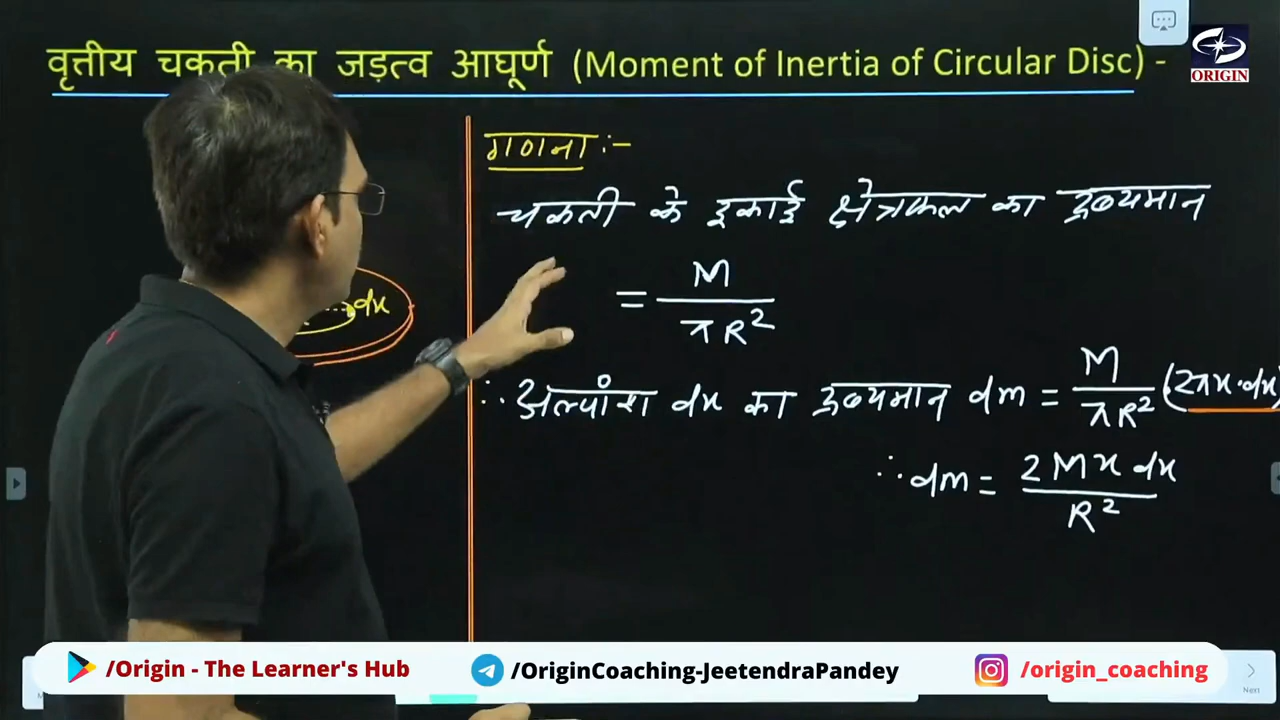 वृत्तीय चकती का जड़त्व आघूर्ण (Moment of Inertia of Circular Disc) -
ORIGIN
गणना :-
चकती के इकाई क्षेत्रफल का द्रव्यमान
= M / πR²
dx
∴ अल्पांश dx का द्रव्यमान dm = M / πR² (2πx·dx)
∴ dm = 2Mx dx / R²
/Origin - The Learner's Hub
/OriginCoaching-JeetendraPandey
/origin_coaching
Next